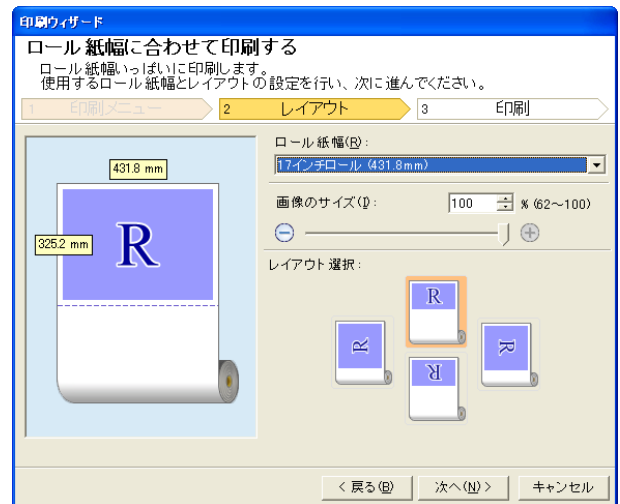 印刷ウィザード
ロール紙幅に合わせて印刷する
ロール紙幅いっぱいに印刷します。
使用するロール紙幅とレイアウトの設定を行い、次に進んでください。
1 印刷メニュー 2 レイアウト 3 印刷
ロール紙幅(R):
17インチロール (431.8mm)
431.8 mm
画像のサイズ(I): 100 % (62～100)
325.2 mm
R
レイアウト選択:
R
R
R
R
< 戻る(B) 次へ(N) > キャンセル